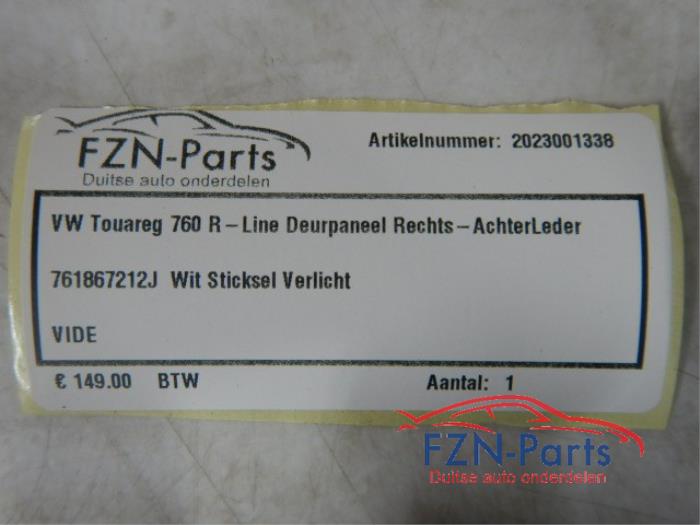 FZN-Parts
Duitse auto onderdelen
Artikelnummer: 2023001338
VW Touareg 760 R-Line Deurpaneel Rechts-AchterLeder
761867212J Wit Sticksel Verlicht
VIDE
€ 149.00 BTW
Aantal: 1
FZN-Parts
Duitse auto onderdelen